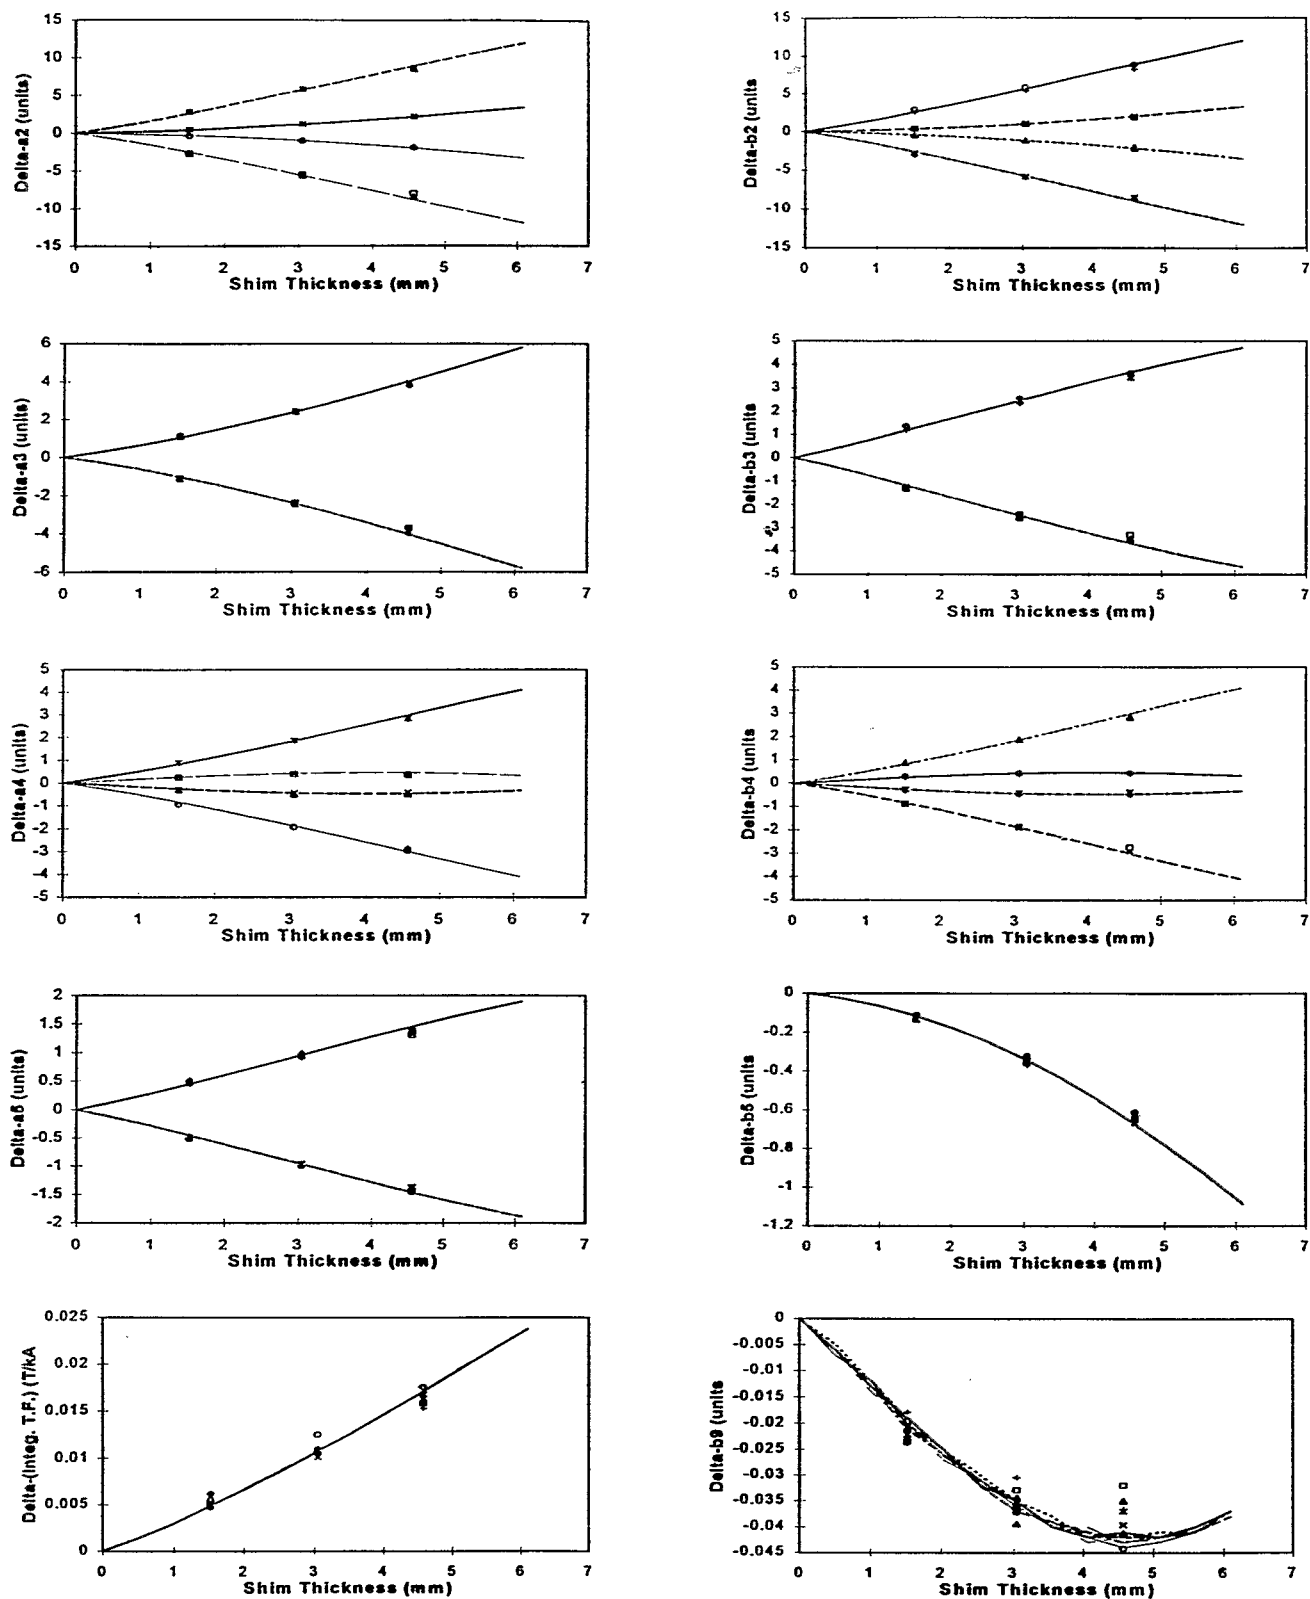 15
10
5
0
-5
-10
-15
Delta-a2 (units)
0 1 2 3 4 5 6 7
Shim Thickness (mm)
15
10
5
0
-5
-10
-15
Delta-b2 (units
0 1 2 3 4 5 6 7
Shim Thickness (mm)
6
4
2
0
-2
-4
-6
Delta-a3 (units)
0 1 2 3 4 5 6 7
Shim Thickness (mm)
5
4
3
2
1
0
-1
-2
-3
-4
-5
Delta-b3 (units
0 1 2 3 4 5 6 7
Shim Thickness (mm)
5
4
3
2
1
0
-1
-2
-3
-4
-5
Delta-a4 (units)
0 1 2 3 4 5 6 7
Shim Thickness (mm)
5
4
3
2
1
0
-1
-2
-3
-4
-5
Delta-b4 (units
0 1 2 3 4 5 6 7
Shim Thickness (mm)
2
1.5
1
0.5
0
-0.5
-1
-1.5
-2
Delta-a5 (units)
0 1 2 3 4 5 6 7
Shim Thickness (mm)
0
-0.2
-0.4
-0.6
-0.8
-1
-1.2
Delta-b5 (units
0 1 2 3 4 5 6 7
Shim Thickness (mm)
0.025
0.02
0.015
0.01
0.005
0
Delta-(Integ. T.F.) (T/kA
0 1 2 3 4 5 6 7
Shim Thickness (mm)
0
-0.005
-0.01
-0.015
-0.02
-0.025
-0.03
-0.035
-0.04
-0.045
Delta-b9 (units
0 1 2 3 4 5 6 7
Shim Thickness (mm)